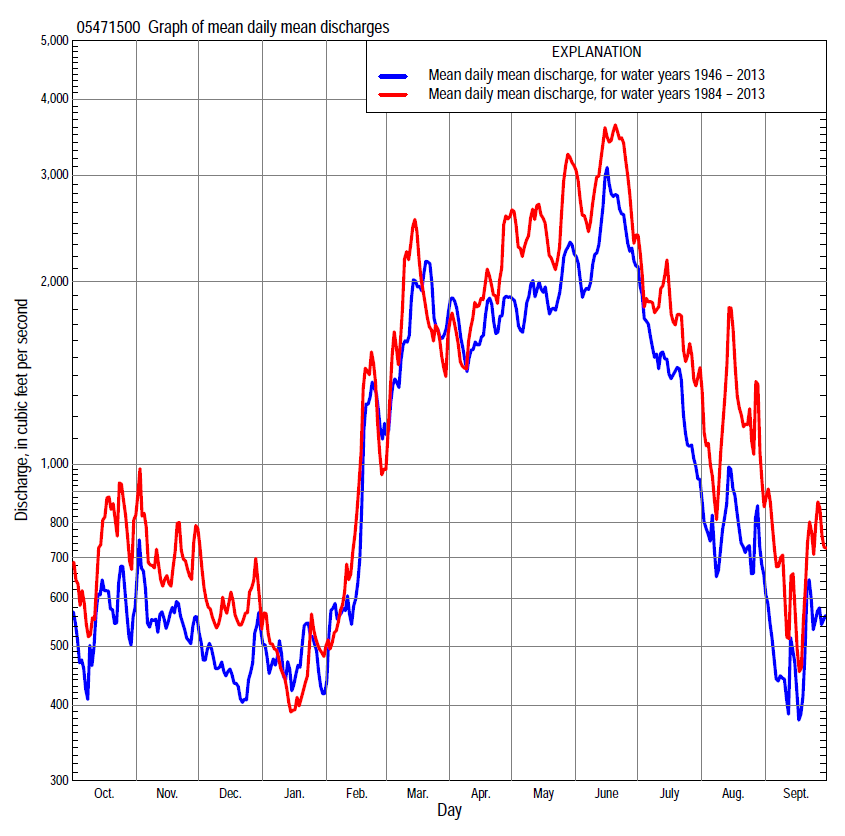 05471500 Graph of mean daily mean discharges
EXPLANATION
Mean daily mean discharge, for water years 1946 – 2013
Mean daily mean discharge, for water years 1984 – 2013
Discharge, in cubic feet per second
5,000
4,000
3,000
2,000
1,000
800
700
600
500
400
300
Oct. Nov. Dec. Jan. Feb. Mar. Apr. May June July Aug. Sept.
Day